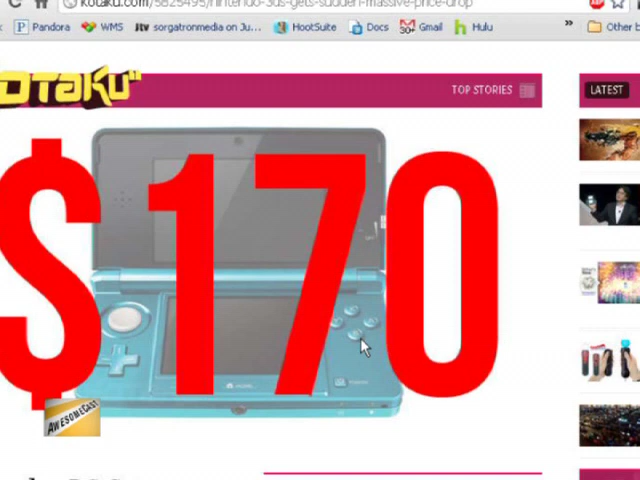 kotaku.com/5825495/nintendo-3ds-gets-sudden-massive-price-drop
Pandora WMS sorgatronmedia on Ju... HootSuite Docs Gmail Hulu » Other b
OTaKu"
TOP STORIES
LATEST
$170
AWESOMECAST